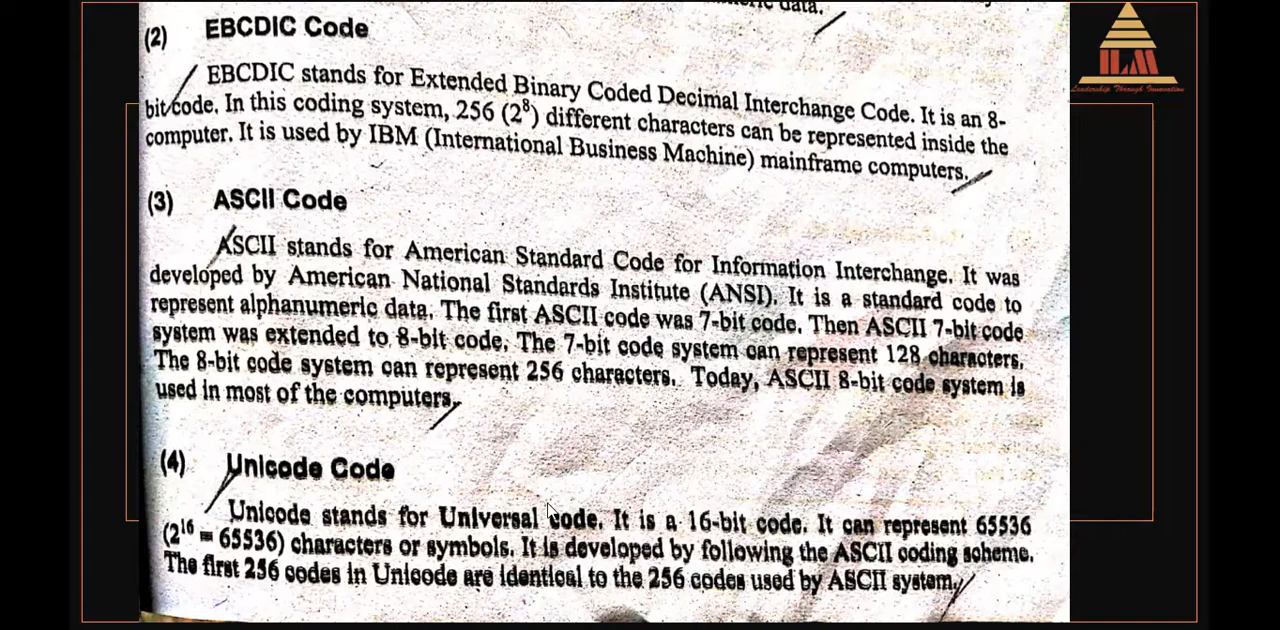 data.
(2) EBCDIC Code
EBCDIC stands for Extended Binary Coded Decimal Interchange Code. It is an 8-
bit code. In this coding system, 256 (2⁸) different characters can be represented inside the
computer. It is used by IBM (International Business Machine) mainframe computers.
(3) ASCII Code
ASCII stands for American Standard Code for Information Interchange. It was
developed by American National Standards Institute (ANSI). It is a standard code to
represent alphanumeric data. The first ASCII code was 7-bit code. Then ASCII 7-bit code
system was extended to 8-bit code. The 7-bit code system can represent 128 characters.
The 8-bit code system can represent 256 characters. Today, ASCII 8-bit code system is
used in most of the computers.
(4) Unicode Code
Unicode stands for Universal code. It is a 16-bit code. It can represent 65536
(2¹⁶ = 65536) characters or symbols. It is developed by following the ASCII coding scheme.
The first 256 codes in Unicode are identical to the 256 codes used by ASCII system.
ILM
Leadership Through Innovation